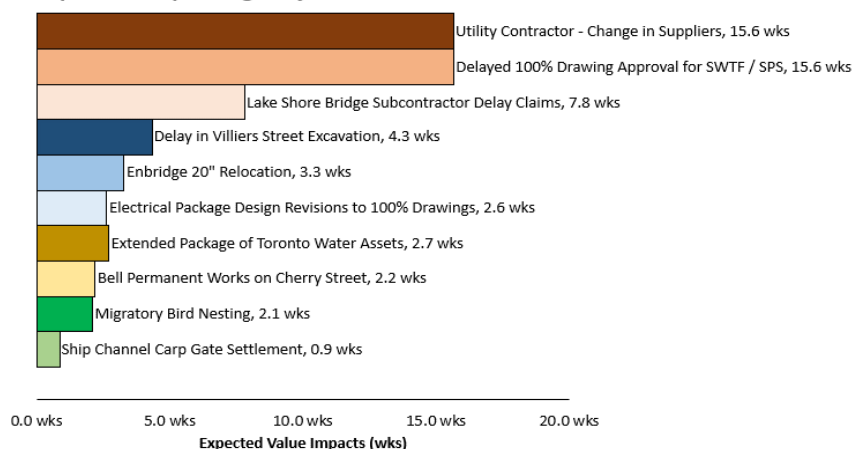 Utility Contractor - Change in Suppliers, 15.6 wks
Delayed 100% Drawing Approval for SWTF / SPS, 15.6 wks
Lake Shore Bridge Subcontractor Delay Claims, 7.8 wks
Delay in Villiers Street Excavation, 4.3 wks
Enbridge 20" Relocation, 3.3 wks
Electrical Package Design Revisions to 100% Drawings, 2.6 wks
Extended Package of Toronto Water Assets, 2.7 wks
Bell Permanent Works on Cherry Street, 2.2 wks
Migratory Bird Nesting, 2.1 wks
Ship Channel Carp Gate Settlement, 0.9 wks
0.0 wks 5.0 wks 10.0 wks 15.0 wks 20.0 wks
Expected Value Impacts (wks)